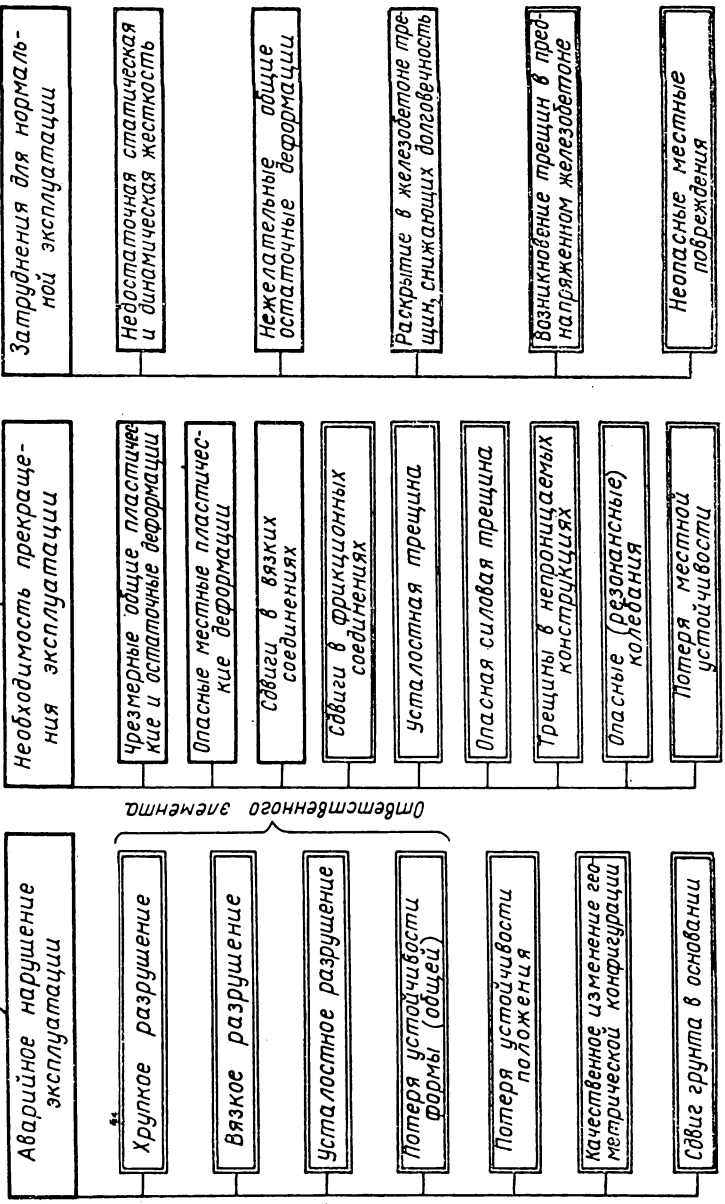 Аварийное нарушение
эксплуатации
Хрупкое разрушение
Вязкое разрушение
Усталостное разрушение
Потеря устойчивости
формы (общей)
Ответственного элемента
Потеря устойчивости
положения
Качественное изменение гео-
метрической конфигурации
Сдвиг грунта в основании
Необходимость прекраще-
ния эксплуатации
Чрезмерные общие пластичес-
кие и остаточные деформации
Опасные местные пластичес-
кие деформации
Сдвиги в вязких
соединениях
Сдвиги в фрикционных
соединениях
Усталостная трещина
Опасная силовая трещина
Трещины в непроницаемых
конструкциях
Опасные (резонансные)
колебания
Потеря местной
устойчивости
Затруднения для нормаль-
ной эксплуатации
Недостаточная статическая
и динамическая жесткость
Нежелательные общие
остаточные деформации
Раскрытие в железобетоне тре-
щин, снижающих долговечность
Возникновение трещин в пред-
напряженном железобетоне
Неопасные местные
повреждения